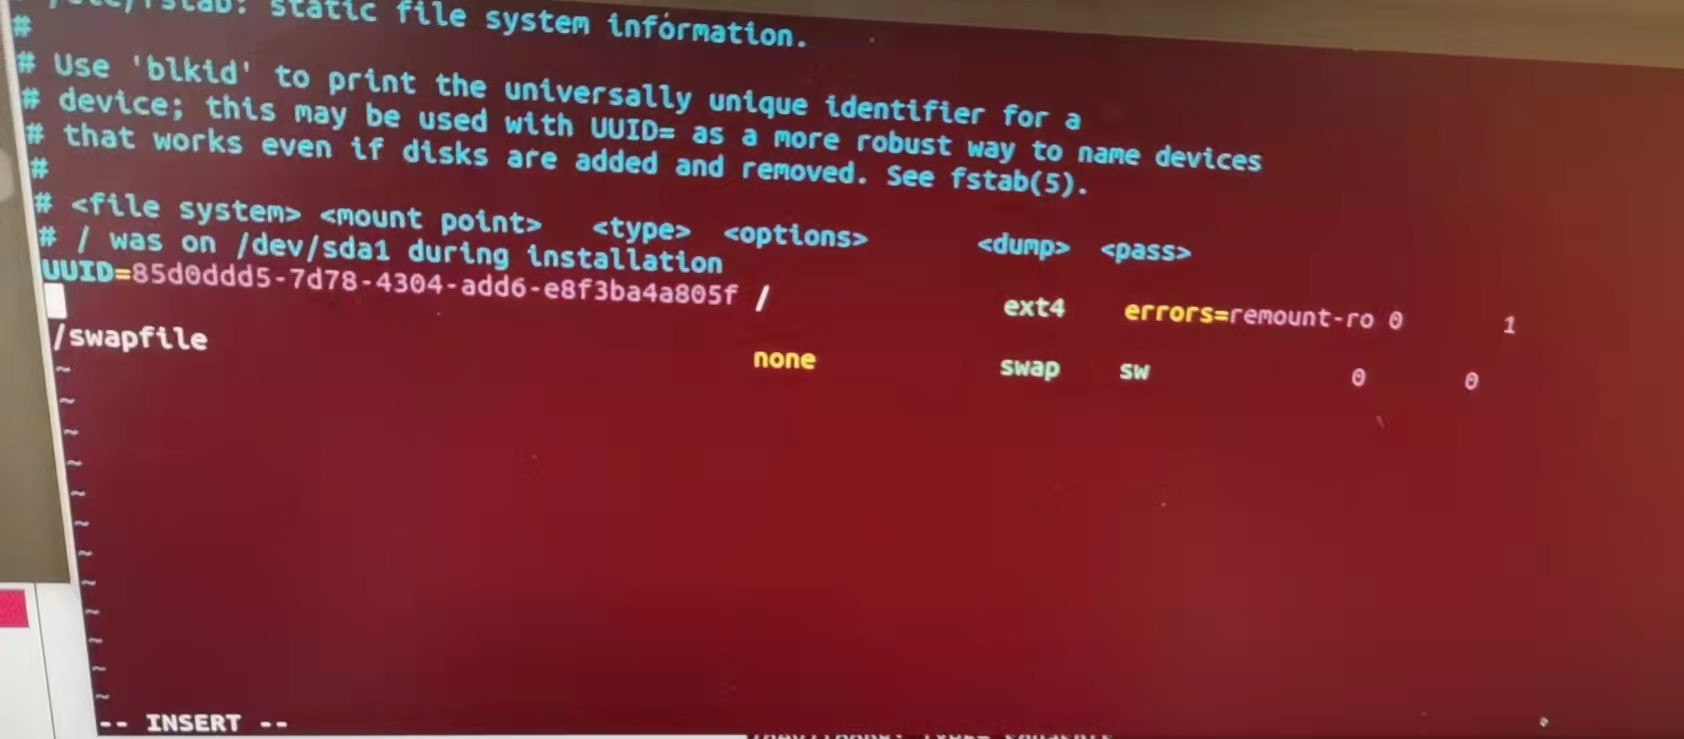 # /etc/fstab: static file system information.
#
# Use 'blkid' to print the universally unique identifier for a
# device; this may be used with UUID= as a more robust way to name devices
# that works even if disks are added and removed. See fstab(5).
#
# <file system> <mount point> <type> <options> <dump> <pass>
# / was on /dev/sda1 during installation
UUID=85d0ddd5-7d78-4304-add6-e8f3ba4a805f / ext4 errors=remount-ro 0 1
/swapfile none swap sw 0 0
~
~
~
~
~
~
~
~
~
~
~
~
-- INSERT --